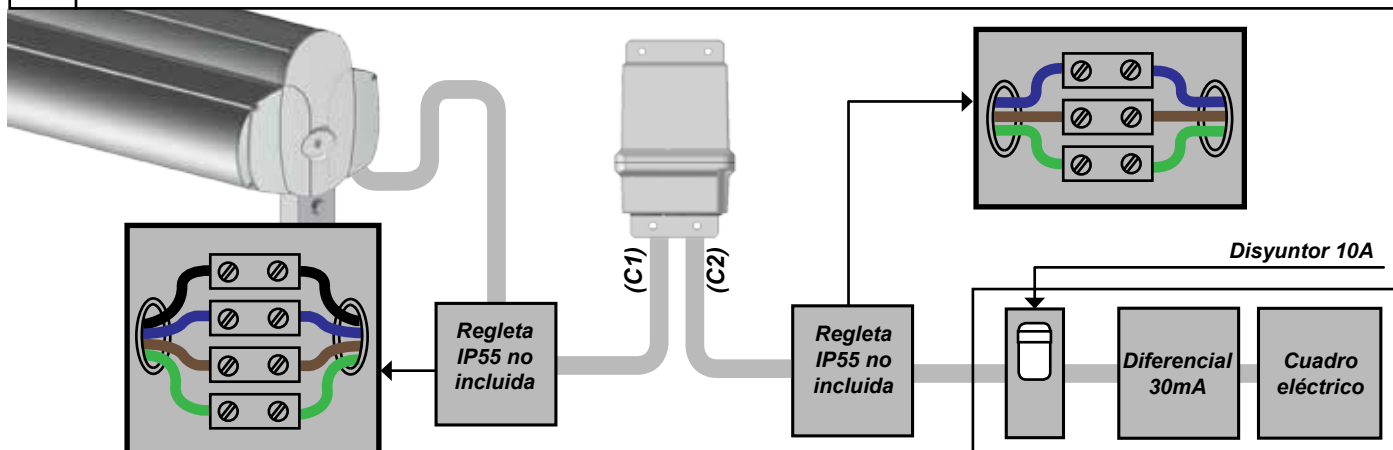 (C1)
(C2)
Disyuntor 10A
Regleta
IP55 no
incluida
Regleta
IP55 no
incluida
Diferencial
30mA
Cuadro
eléctrico